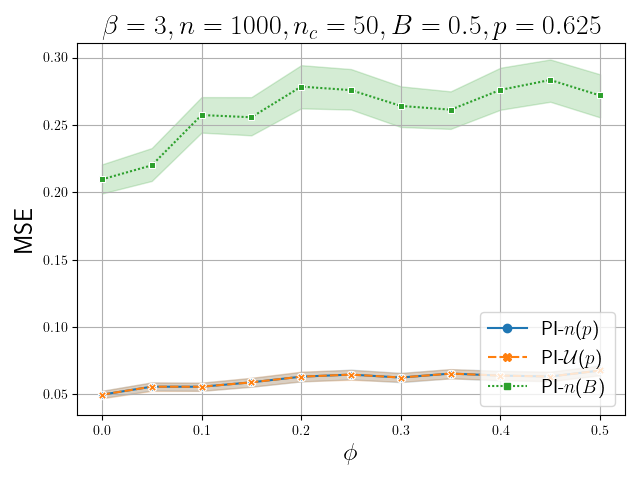 β = 3, n = 1000, n_c = 50, B = 0.5, p = 0.625
MSE
0.30
0.25
0.20
0.15
0.10
0.05
0.0
0.1
0.2
0.3
0.4
0.5
ϕ
PI-n(p)
PI-𝒰(p)
PI-n(B)